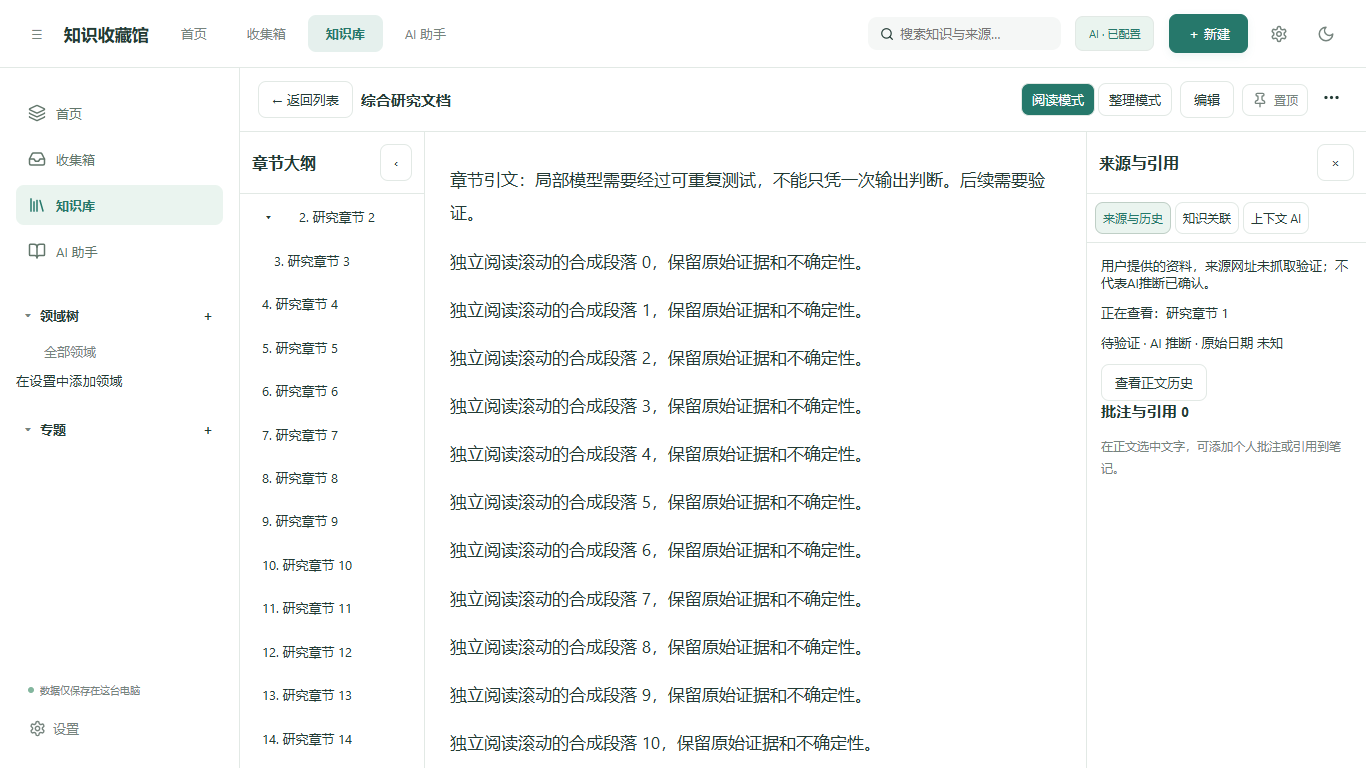 知识收藏馆
首页
收集箱
知识库
AI 助手
搜索知识与来源...
AI · 已配置
+ 新建
首页
收集箱
知识库
AI 助手
领域树 +
全部领域
在设置中添加领域
专题 +
数据仅保存在这台电脑
设置
← 返回列表
综合研究文档
阅读模式
整理模式
编辑
置顶
章节大纲
2. 研究章节 2
3. 研究章节 3
4. 研究章节 4
5. 研究章节 5
6. 研究章节 6
7. 研究章节 7
8. 研究章节 8
9. 研究章节 9
10. 研究章节 10
11. 研究章节 11
12. 研究章节 12
13. 研究章节 13
14. 研究章节 14
章节引文：局部模型需要经过可重复测试，不能只凭一次输出判断。后续需要验
证。
独立阅读滚动的合成段落 0，保留原始证据和不确定性。
独立阅读滚动的合成段落 1，保留原始证据和不确定性。
独立阅读滚动的合成段落 2，保留原始证据和不确定性。
独立阅读滚动的合成段落 3，保留原始证据和不确定性。
独立阅读滚动的合成段落 4，保留原始证据和不确定性。
独立阅读滚动的合成段落 5，保留原始证据和不确定性。
独立阅读滚动的合成段落 6，保留原始证据和不确定性。
独立阅读滚动的合成段落 7，保留原始证据和不确定性。
独立阅读滚动的合成段落 8，保留原始证据和不确定性。
独立阅读滚动的合成段落 9，保留原始证据和不确定性。
独立阅读滚动的合成段落 10，保留原始证据和不确定性。
来源与引用
来源与历史
知识关联
上下文 AI
用户提供的资料，来源网址未抓取验证；不
代表AI推断已确认。
正在查看：研究章节 1
待验证 · AI 推断 · 原始日期 未知
查看正文历史
批注与引用 0
在正文选中文字，可添加个人批注或引用到笔
记。